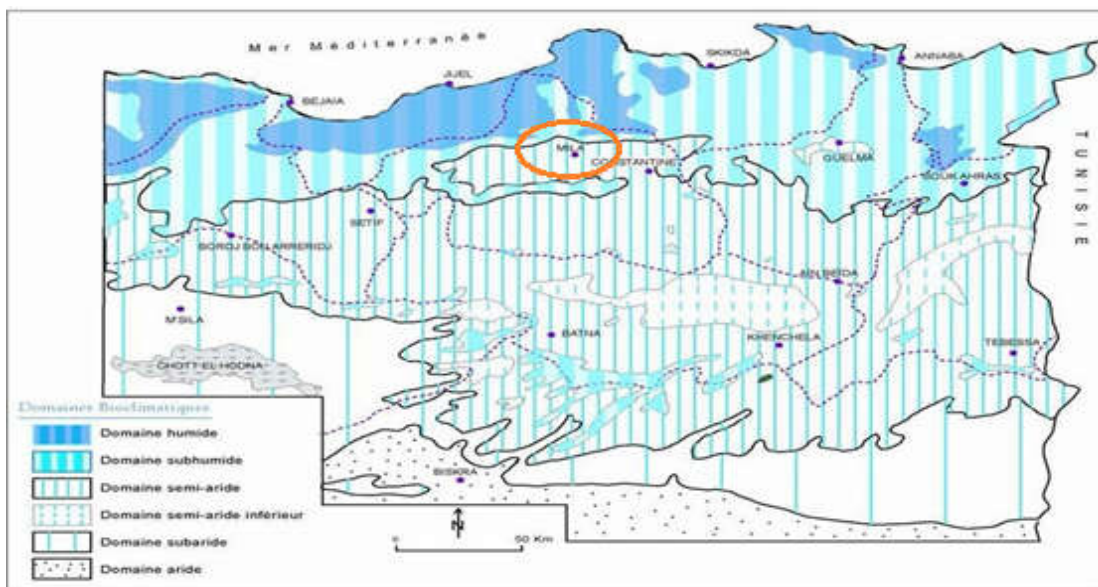 Mer Méditerranée
SKIKDA
ANNABA
JIJEL
BEJAIA
MILA
CONSTANTINE
GUELMA
SOUK AHRAS
TUNISIE
SETIF
BORDJ BOU ARRERIDJ
AIN BEIDA
M'SILA
BATNA
KHENCHELA
TEBESSA
CHOTT-EL-HODNA
BISKRA
N
0 50 Km
Domaines Bioclimatiques
Domaine humide
Domaine subhumide
Domaine semi-aride
Domaine semi-aride inférieur
Domaine subaride
Domaine aride